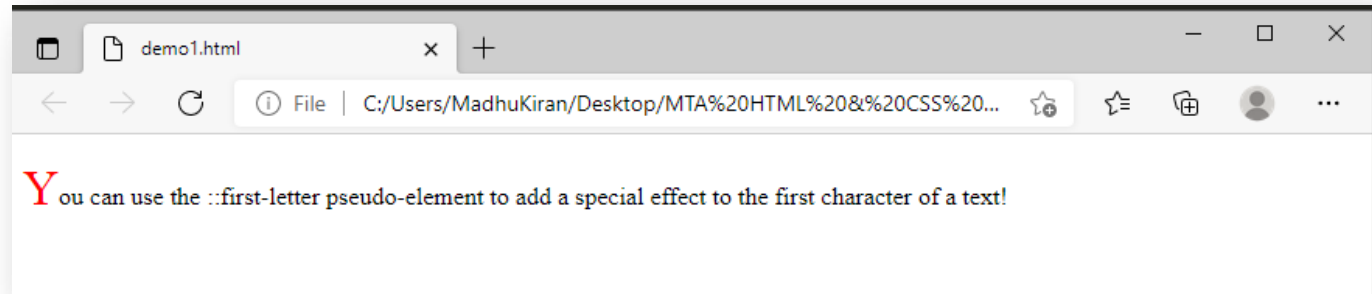 demo1.html
File C:/Users/MadhuKiran/Desktop/MTA%20HTML%20&%20CSS%20...
You can use the ::first-letter pseudo-element to add a special effect to the first character of a text!